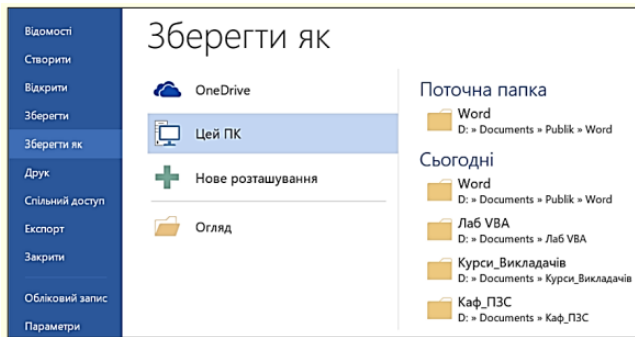 Відомості
Створити
Відкрити
Зберегти
Зберегти як
Друк
Спільний доступ
Експорт
Закрити
Обліковий запис
Параметри
Зберегти як
OneDrive
Цей ПК
Нове розташування
Огляд
Поточна папка
Word
D: » Documents » Publik » Word
Сьогодні
Word
D: » Documents » Publik » Word
Лаб VBA
D: » Documents » Лаб VBA
Курси_Викладачів
D: » Documents » Курси_Викладачів
Каф_ПЗС
D: » Documents » Каф_ПЗС